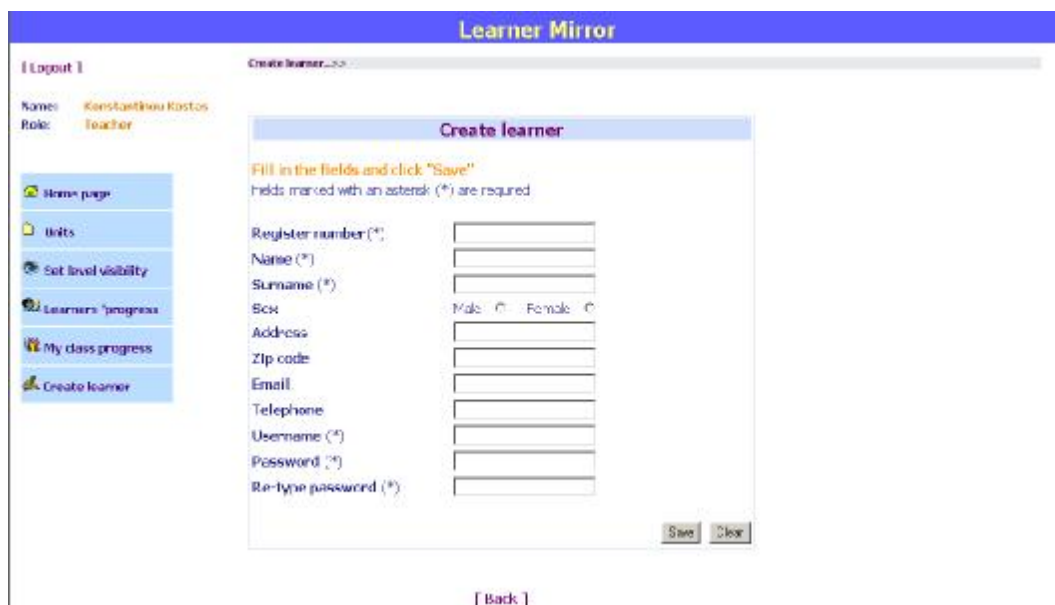 Learner Mirror
[ Logout ]
Create learner...>>
Name: Konstantinou Kostas
Role: Teacher
Create learner
Fill in the fields and click "Save"
Fields marked with an asterisk (*) are required
Home page
Units
Set level visibility
Learners 'progress
My class progress
Create learner
Register number(*)
Name (*)
Surname (*)
Sex Male Female
Address
Zip code
Email
Telephone
Username (*)
Password (*)
Re-type password (*)
Save Clear
[ Back ]